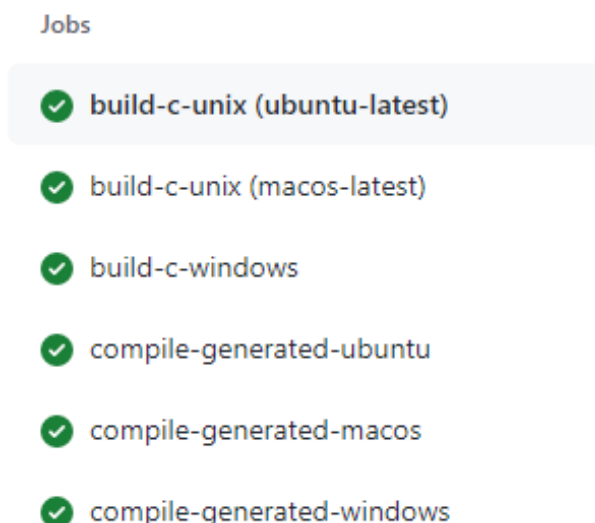 Jobs
build-c-unix (ubuntu-latest)
build-c-unix (macos-latest)
build-c-windows
compile-generated-ubuntu
compile-generated-macos
compile-generated-windows